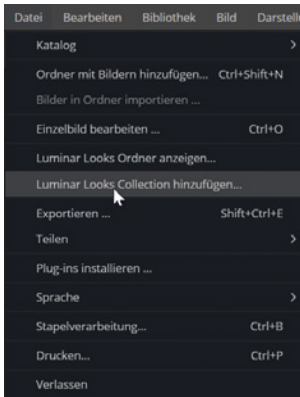 Datei Bearbeiten Bibliothek Bild
Katalog
Ordner mit Bildern hinzufügen... Ctrl+Shift+N
Bilder in Ordner importieren ...
Einzelbild bearbeiten ... Ctrl+O
Luminar Looks Ordner anzeigen...
Luminar Looks Collection hinzufügen...
Exportieren ... Shift+Ctrl+E
Teilen
Plug-ins installieren ...
Sprache
Stapelverarbeitung... Ctrl+B
Drucken... Ctrl+P
Verlassen